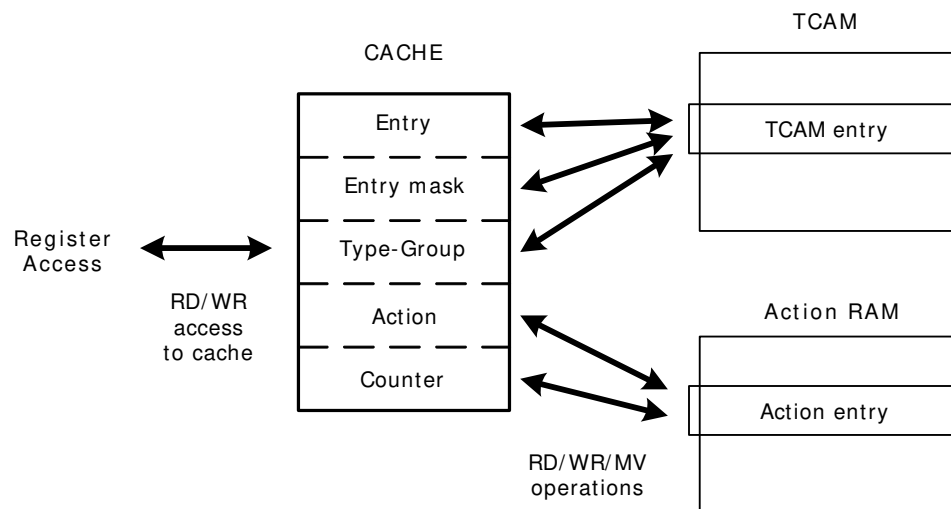 TCAM
CACHE
Entry
TCAM entry
Entry mask
Register
Access
Type-Group
RD/WR
access
to cache
Action
Action RAM
Counter
Action entry
RD/WR/MV
operations